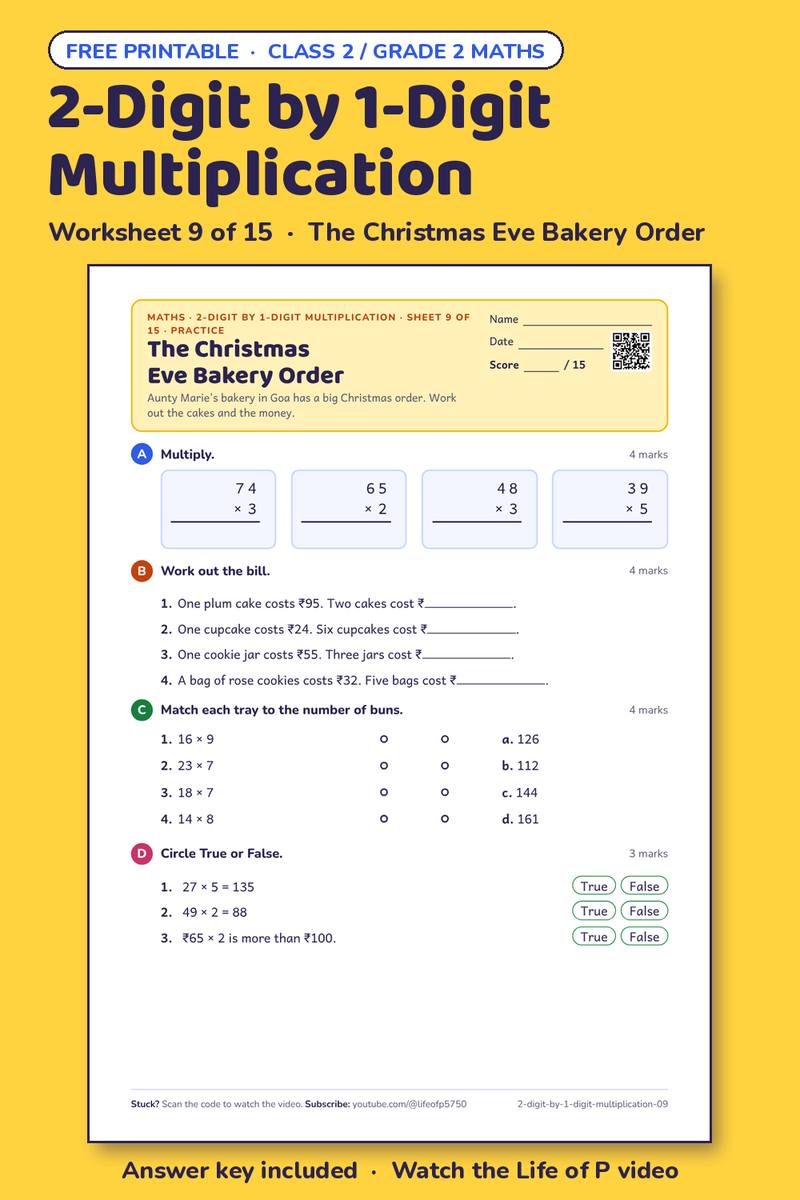 FREE PRINTABLE · CLASS 2 / GRADE 2 MATHS
2-Digit by 1-Digit
Multiplication
Worksheet 9 of 15 · The Christmas Eve Bakery Order
MATHS · 2-DIGIT BY 1-DIGIT MULTIPLICATION · SHEET 9 OF
15 · PRACTICE
The Christmas
Eve Bakery Order
Aunty Marie's bakery in Goa has a big Christmas order. Work
out the cakes and the money.
Name
Date
Score / 15
A Multiply. 4 marks
7 4 6 5 4 8 3 9
× 3 × 2 × 3 × 5
B Work out the bill. 4 marks
1. One plum cake costs ₹95. Two cakes cost ₹.
2. One cupcake costs ₹24. Six cupcakes cost ₹.
3. One cookie jar costs ₹55. Three jars cost ₹.
4. A bag of rose cookies costs ₹32. Five bags cost ₹.
C Match each tray to the number of buns. 4 marks
1. 16 × 9 a. 126
2. 23 × 7 b. 112
3. 18 × 7 c. 144
4. 14 × 8 d. 161
D Circle True or False. 3 marks
1. 27 × 5 = 135 True False
2. 49 × 2 = 88 True False
3. ₹65 × 2 is more than ₹100. True False
Stuck? Scan the code to watch the video. Subscribe: youtube.com/@lifeofp5750 2-digit-by-1-digit-multiplication-09
Answer key included · Watch the Life of P video